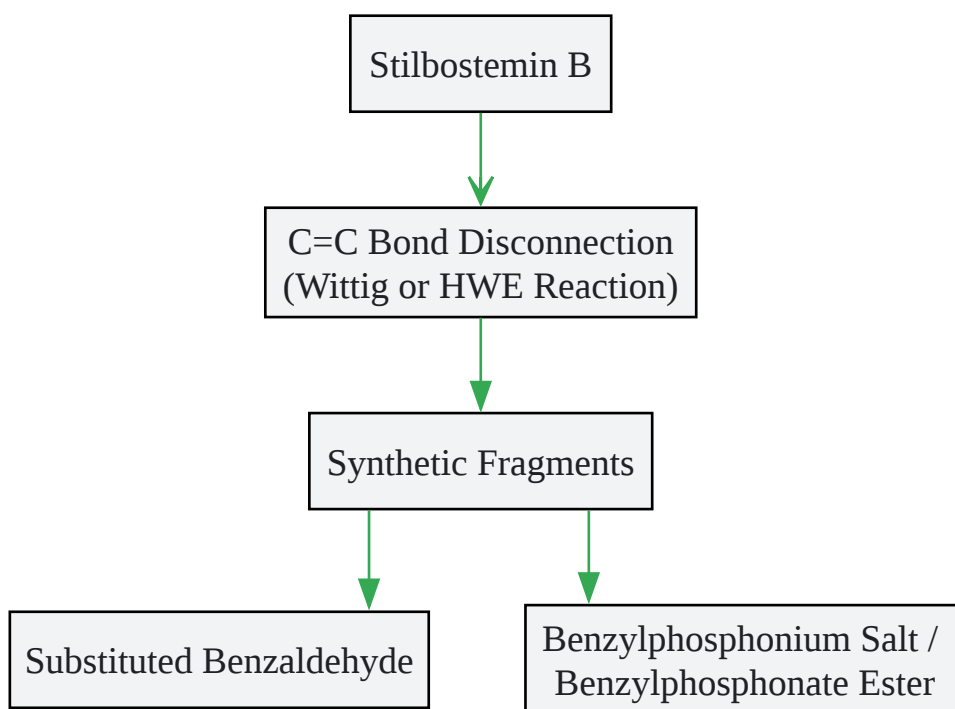 Stilbostemin B
C=C Bond Disconnection
(Wittig or HWE Reaction)
Synthetic Fragments
Substituted Benzaldehyde
Benzylphosphonium Salt /
Benzylphosphonate Ester